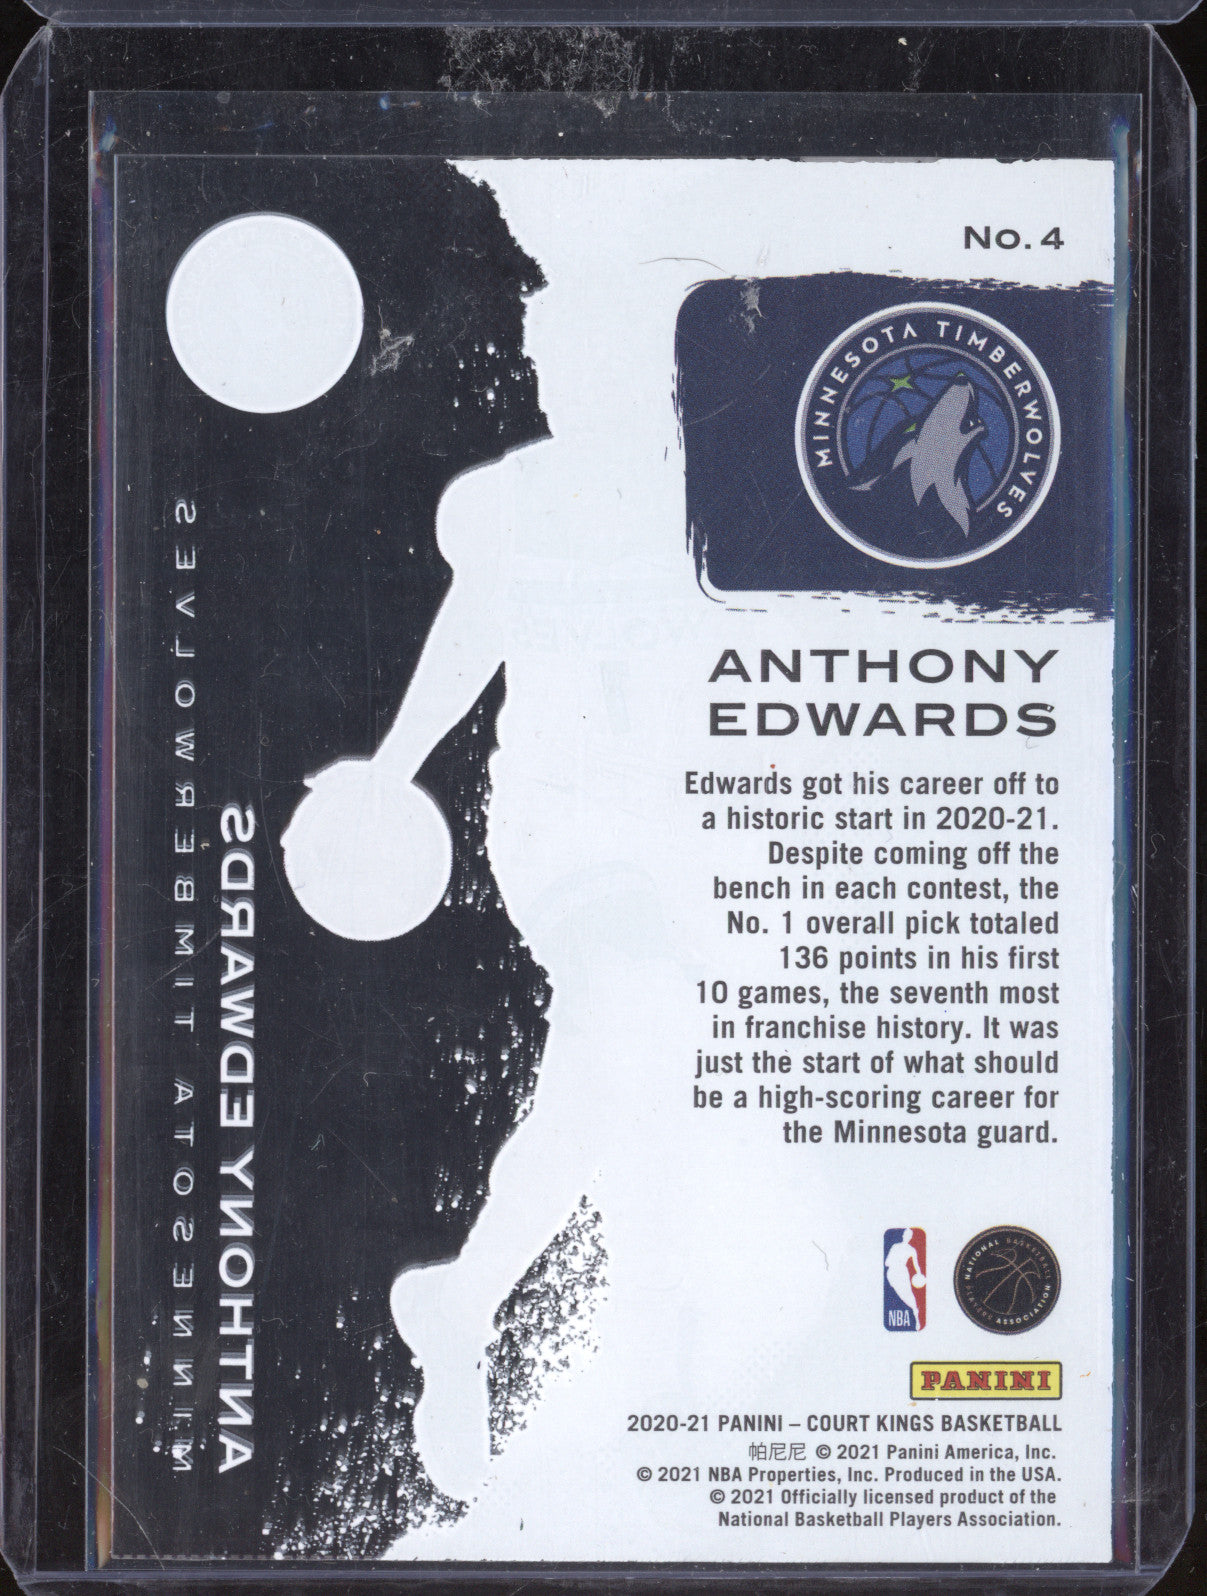 No. 4
MINNESOTA TIMBERWOLVES
ANTHONY
EDWARDS
Edwards got his career off to
a historic start in 2020-21.
Despite coming off the
bench in each contest, the
No. 1 overall pick totaled
136 points in his first
10 games, the seventh most
in franchise history. It was
just the start of what should
be a high-scoring career for
the Minnesota guard.
NBA
NATIONAL BASKETBALL
PLAYERS ASSOCIATION
PANINI
2020-21 PANINI – COURT KINGS BASKETBALL
帕尼尼 © 2021 Panini America, Inc.
© 2021 NBA Properties, Inc. Produced in the USA.
© 2021 Officially licensed product of the
National Basketball Players Association.
ANTHONY EDWARDS
MINNESOTA TIMBERWOLVES